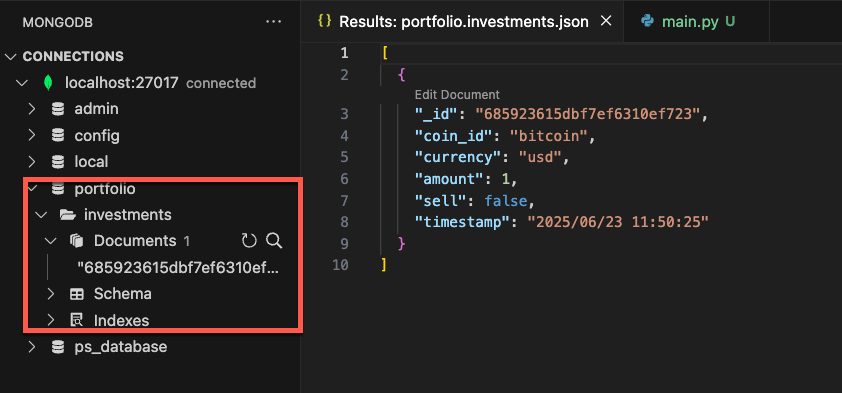 MONGODB ...
CONNECTIONS
localhost:27017 connected
admin
config
local
portfolio
investments
Documents 1
"685923615dbf7ef6310ef...
Schema
Indexes
ps_database
{} Results: portfolio.investments.json ×
main.py U
1 [
2 {
Edit Document
3 "_id": "685923615dbf7ef6310ef723",
4 "coin_id": "bitcoin",
5 "currency": "usd",
6 "amount": 1,
7 "sell": false,
8 "timestamp": "2025/06/23 11:50:25"
9 }
10 ]